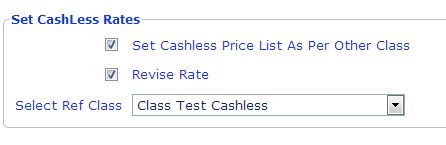 Set CashLess Rates
Set Cashless Price List As Per Other Class
Revise Rate
Select Ref Class Class Test Cashless